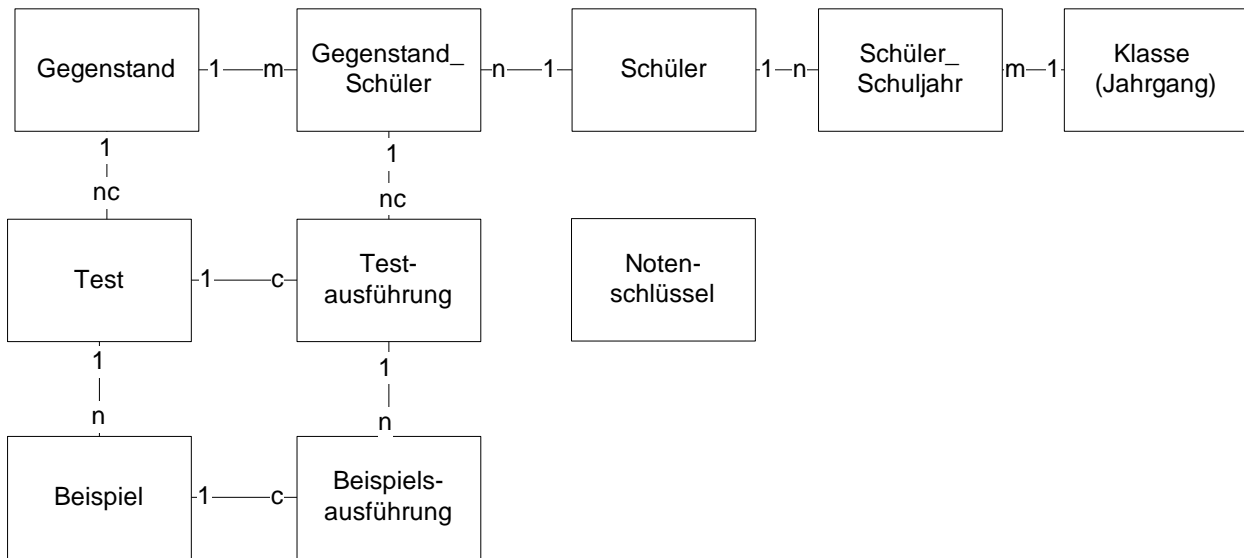 Gegenstand
1
m
Gegenstand_
Schüler
n
1
Schüler
1
n
Schüler_
Schuljahr
m
1
Klasse
(Jahrgang)
1
nc
1
nc
Test
1
c
Test-
ausführung
Noten-
schlüssel
1
n
1
n
Beispiel
1
c
Beispiels-
ausführung